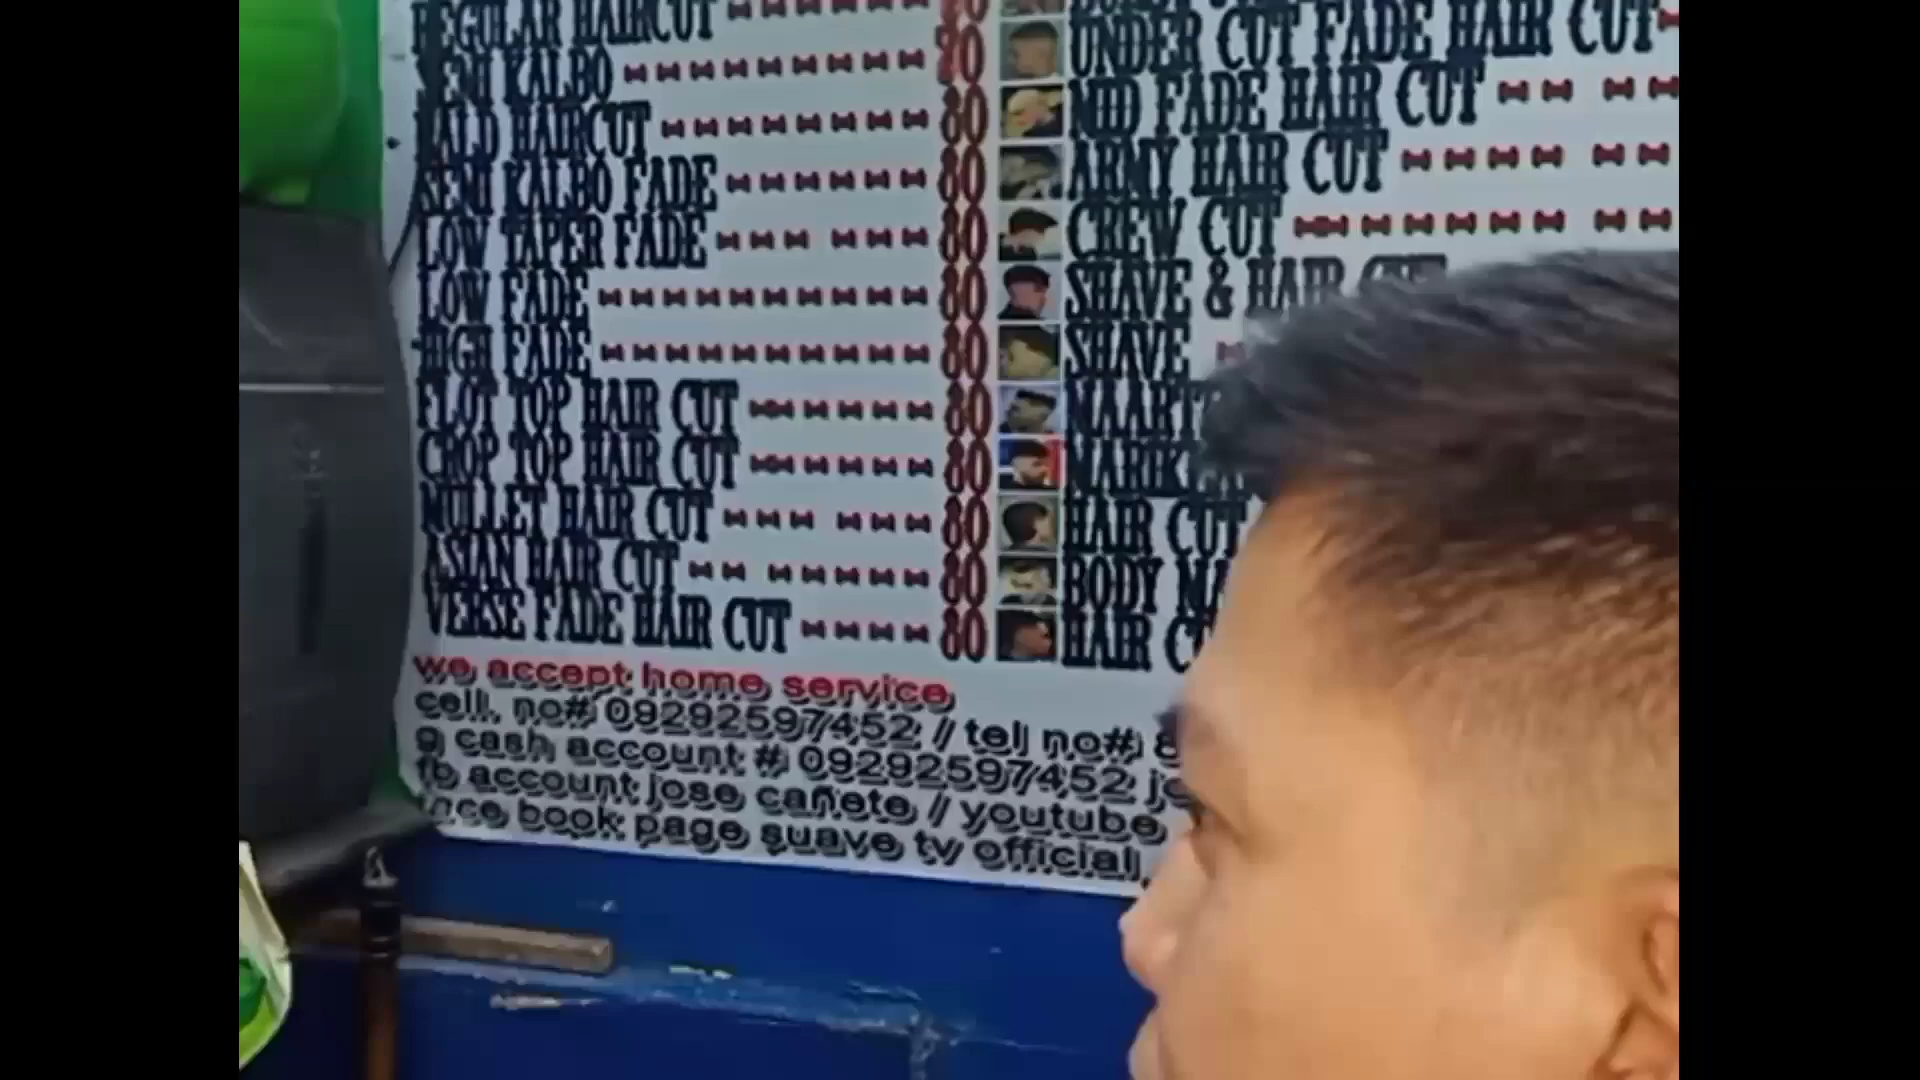 REGULAR HAIRCUT
SEMI KALBO
BALD HAIRCUT 80
SEMI KALBO FADE 80
LOW TAPER FADE 80
LOW FADE 80
HIGH FADE 80
FLOT TOP HAIR CUT 80
CROP TOP HAIR CUT 80
MULLET HAIR CUT 80
ASIAN HAIR CUT 80
VERSE FADE HAIR CUT 80
UNDER CUT FADE HAIR CUT
MID FADE HAIR CUT
ARMY HAIR CUT
CREW CUT
SHAVE & HAIR CUT
SHAVE
HAIR CUT
BODY
HAIR
we accept home service
cell. no# 09292597452 / tel no#
g cash account # 09292597452
fb account jose cañete / youtube
book page suave tv official,